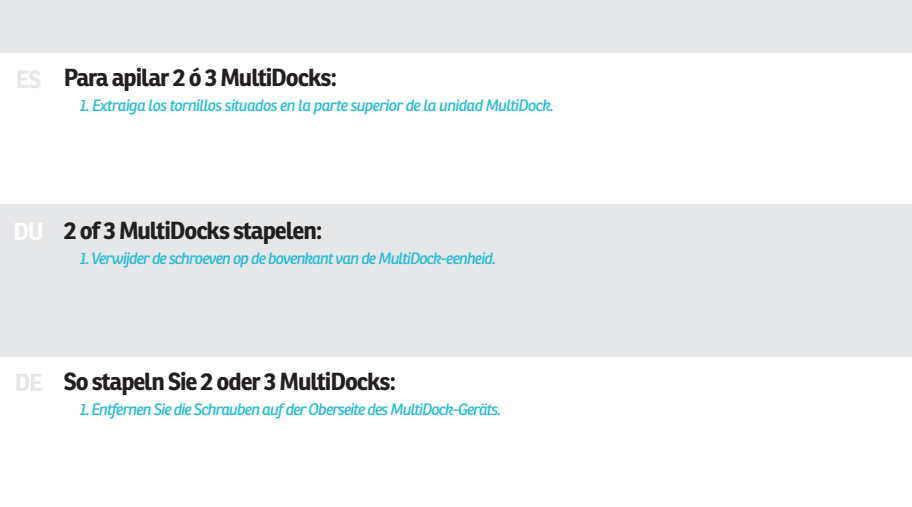 ES
Para apilar 2 ó 3 MultiDocks:
1. Extraiga los tornillos situados en la parte superior de la unidad MultiDock.
DU
2 of 3 MultiDocks stapelen:
1. Verwijder de schroeven op de bovenkant van de MultiDock-eenheid.
DE
So stapeln Sie 2 oder 3 MultiDocks:
1. Entfernen Sie die Schrauben auf der Oberseite des MultiDock-Geräts.